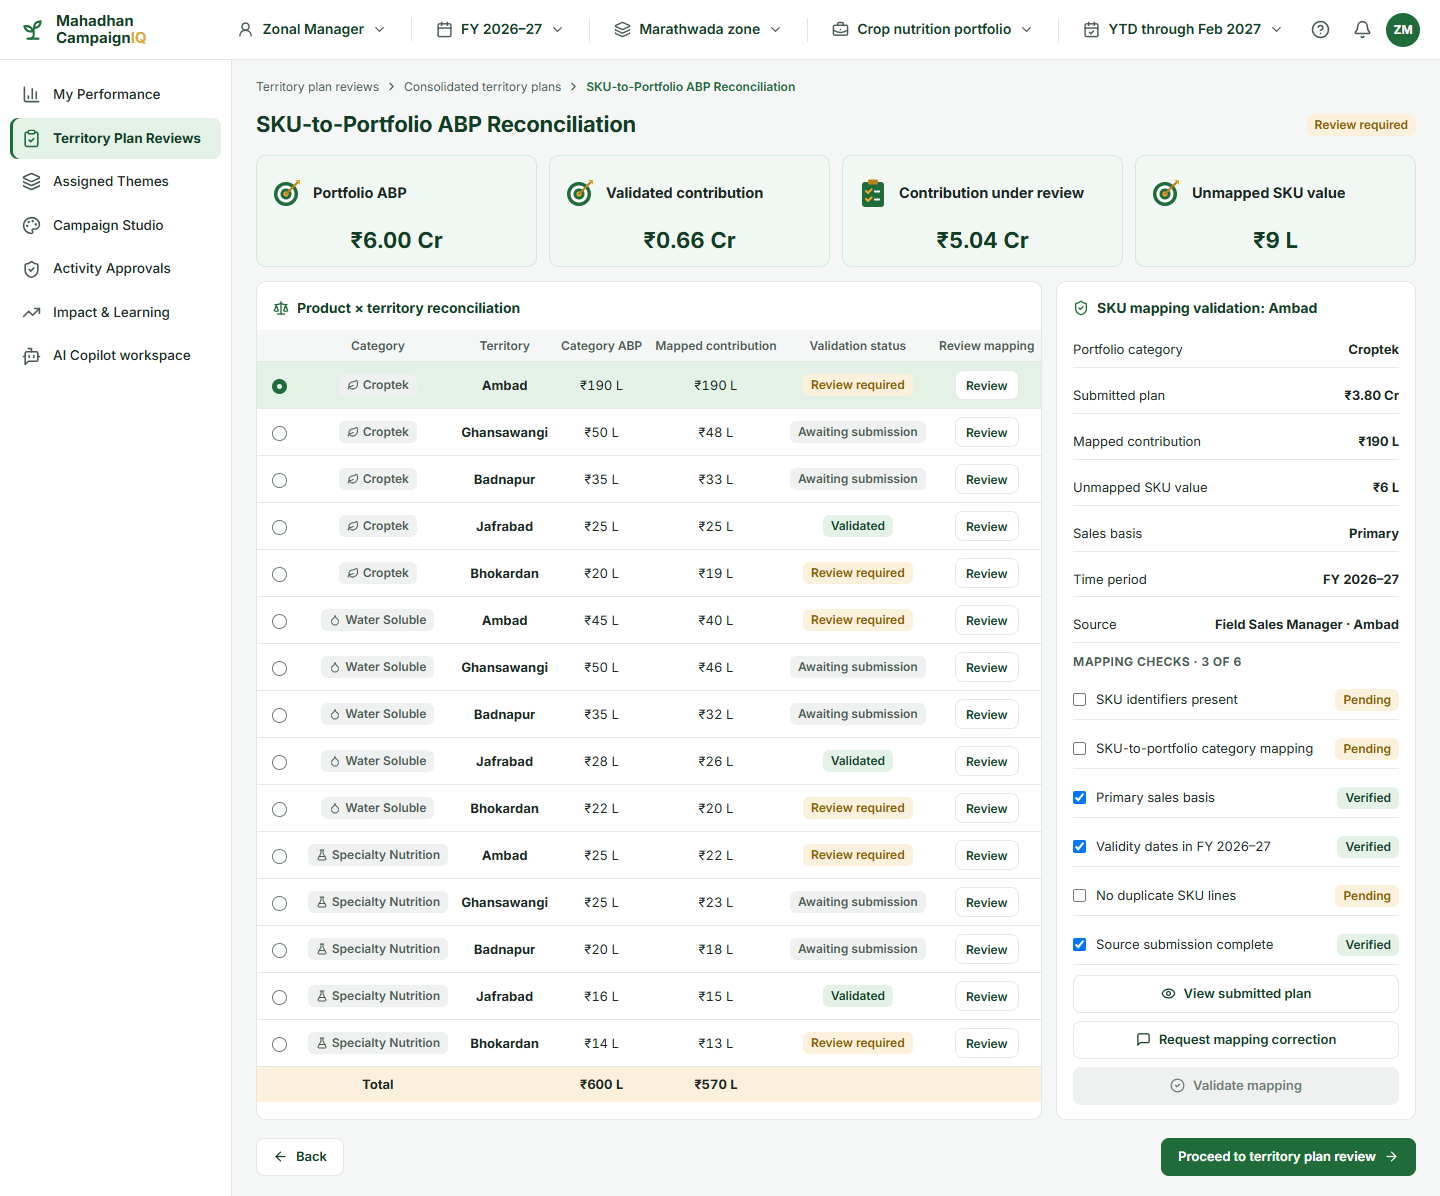 Mahadhan
CampaignIQ
Zonal Manager
FY 2026–27
Marathwada zone
Crop nutrition portfolio
YTD through Feb 2027
ZM
My Performance
Territory Plan Reviews
Assigned Themes
Campaign Studio
Activity Approvals
Impact & Learning
AI Copilot workspace
Territory plan reviews > Consolidated territory plans > SKU-to-Portfolio ABP Reconciliation
SKU-to-Portfolio ABP Reconciliation
Review required
Portfolio ABP
₹6.00 Cr
Validated contribution
₹0.66 Cr
Contribution under review
₹5.04 Cr
Unmapped SKU value
₹9 L
Product × territory reconciliation
Category Territory Category ABP Mapped contribution Validation status Review mapping
Croptek Ambad ₹190 L ₹190 L Review required Review
Croptek Ghansawangi ₹50 L ₹48 L Awaiting submission Review
Croptek Badnapur ₹35 L ₹33 L Awaiting submission Review
Croptek Jafrabad ₹25 L ₹25 L Validated Review
Croptek Bhokardan ₹20 L ₹19 L Review required Review
Water Soluble Ambad ₹45 L ₹40 L Review required Review
Water Soluble Ghansawangi ₹50 L ₹46 L Awaiting submission Review
Water Soluble Badnapur ₹35 L ₹32 L Awaiting submission Review
Water Soluble Jafrabad ₹28 L ₹26 L Validated Review
Water Soluble Bhokardan ₹22 L ₹20 L Review required Review
Specialty Nutrition Ambad ₹25 L ₹22 L Review required Review
Specialty Nutrition Ghansawangi ₹25 L ₹23 L Awaiting submission Review
Specialty Nutrition Badnapur ₹20 L ₹18 L Awaiting submission Review
Specialty Nutrition Jafrabad ₹16 L ₹15 L Validated Review
Specialty Nutrition Bhokardan ₹14 L ₹13 L Review required Review
Total ₹600 L ₹570 L
SKU mapping validation: Ambad
Portfolio category Croptek
Submitted plan ₹3.80 Cr
Mapped contribution ₹190 L
Unmapped SKU value ₹6 L
Sales basis Primary
Time period FY 2026–27
Source Field Sales Manager · Ambad
MAPPING CHECKS · 3 OF 6
SKU identifiers present Pending
SKU-to-portfolio category mapping Pending
Primary sales basis Verified
Validity dates in FY 2026–27 Verified
No duplicate SKU lines Pending
Source submission complete Verified
View submitted plan
Request mapping correction
Validate mapping
Back
Proceed to territory plan review